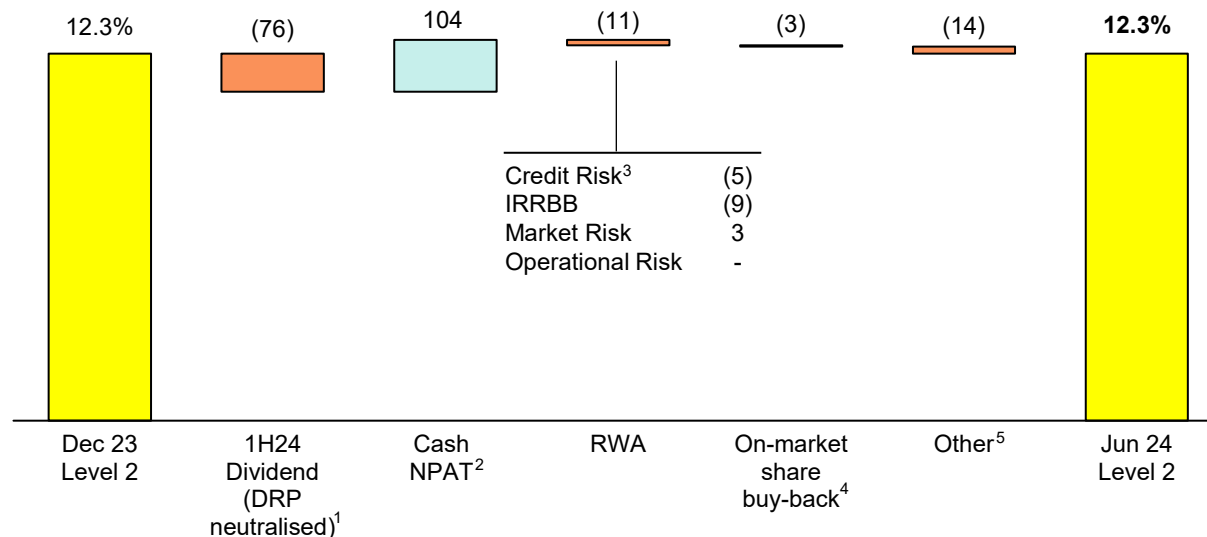 12.3% (76) 104 (11) (3) (14) 12.3%
Credit Risk³ (5)
IRRBB (9)
Market Risk 3
Operational Risk -
Dec 23
Level 2
1H24
Dividend
(DRP
neutralised)¹
Cash
NPAT²
RWA
On-market
share
buy-back⁴
Other⁵
Jun 24
Level 2